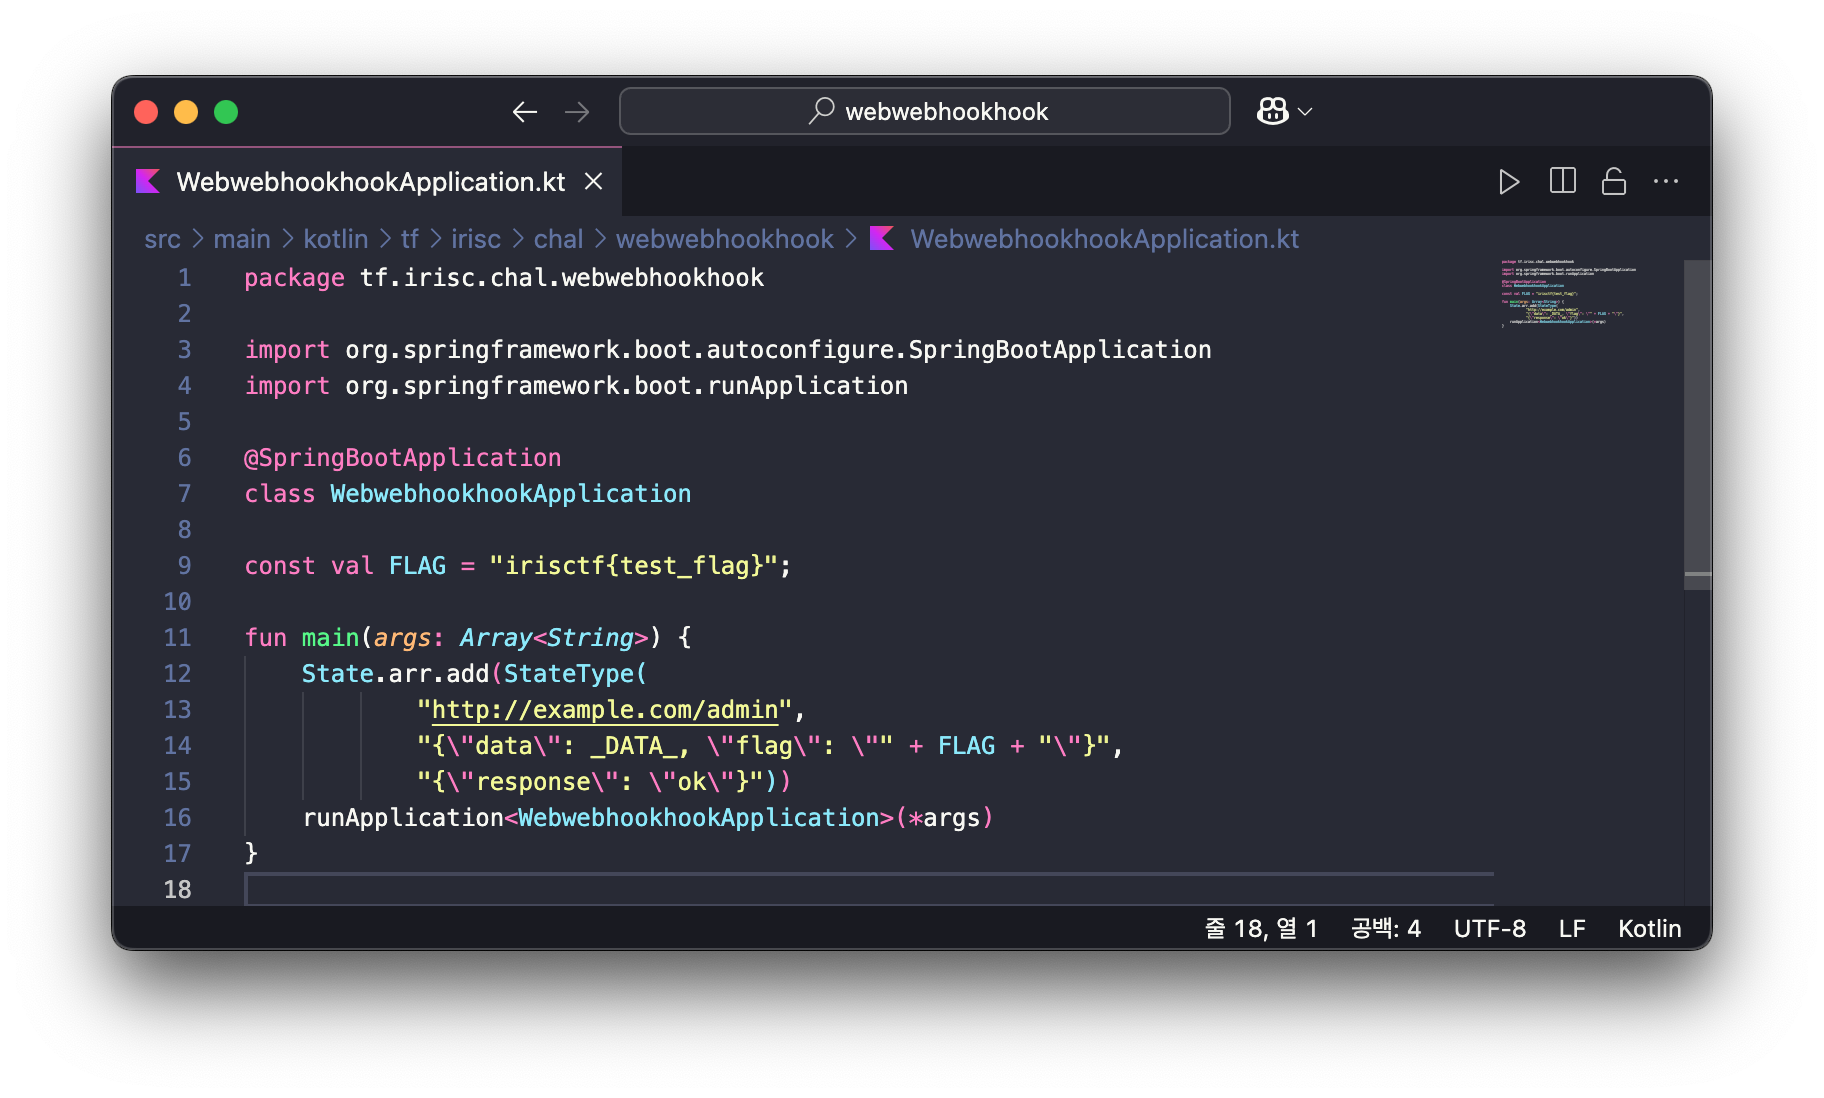 webwebhookhook
WebwebhookhookApplication.kt
src > main > kotlin > tf > irisc > chal > webwebhookhook > WebwebhookhookApplication.kt
1 package tf.irisc.chal.webwebhookhook
2
3 import org.springframework.boot.autoconfigure.SpringBootApplication
4 import org.springframework.boot.runApplication
5
6 @SpringBootApplication
7 class WebwebhookhookApplication
8
9 const val FLAG = "irisctf{test_flag}";
10
11 fun main(args: Array<String>) {
12     State.arr.add(StateType(
13             "http://example.com/admin",
14             "{\"data\": _DATA_, \"flag\": \"" + FLAG + "\"}",
15             "{\"response\": \"ok\"}"))
16     runApplication<WebwebhookhookApplication>(*args)
17 }
18
줄 18, 열 1 공백: 4 UTF-8 LF Kotlin